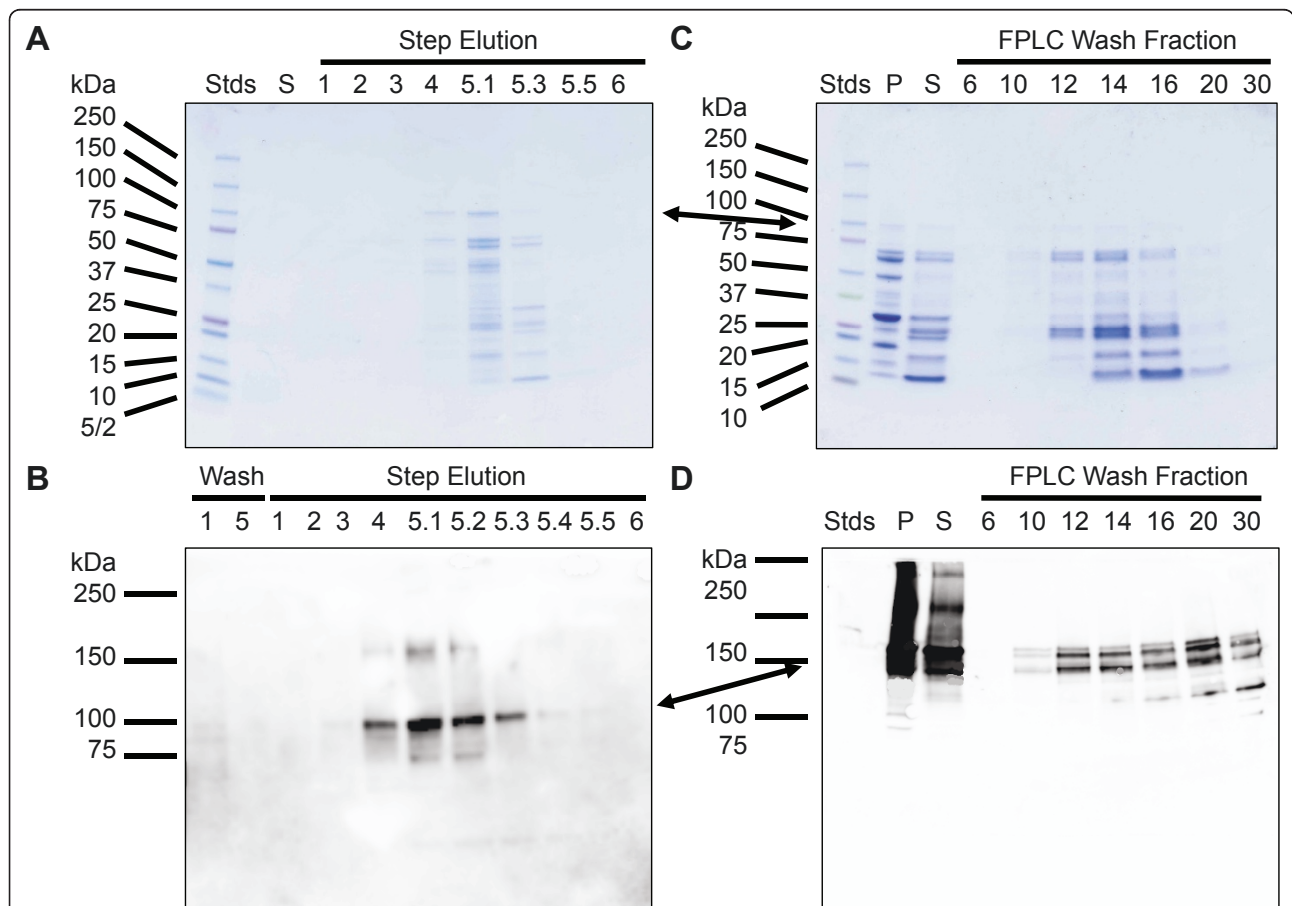 A
Step Elution
kDa Stds S 1 2 3 4 5.1 5.3 5.5 6
250
150
100
75
50
37
25
20
15
10
5/2
C
FPLC Wash Fraction
Stds P S 6 10 12 14 16 20 30
kDa
250
150
100
75
50
37
25
20
15
10
B
Wash Step Elution
1 5 1 2 3 4 5.1 5.2 5.3 5.4 5.5 6
kDa
250
150
100
75
D
FPLC Wash Fraction
Stds P S 6 10 12 14 16 20 30
kDa
250
150
100
75